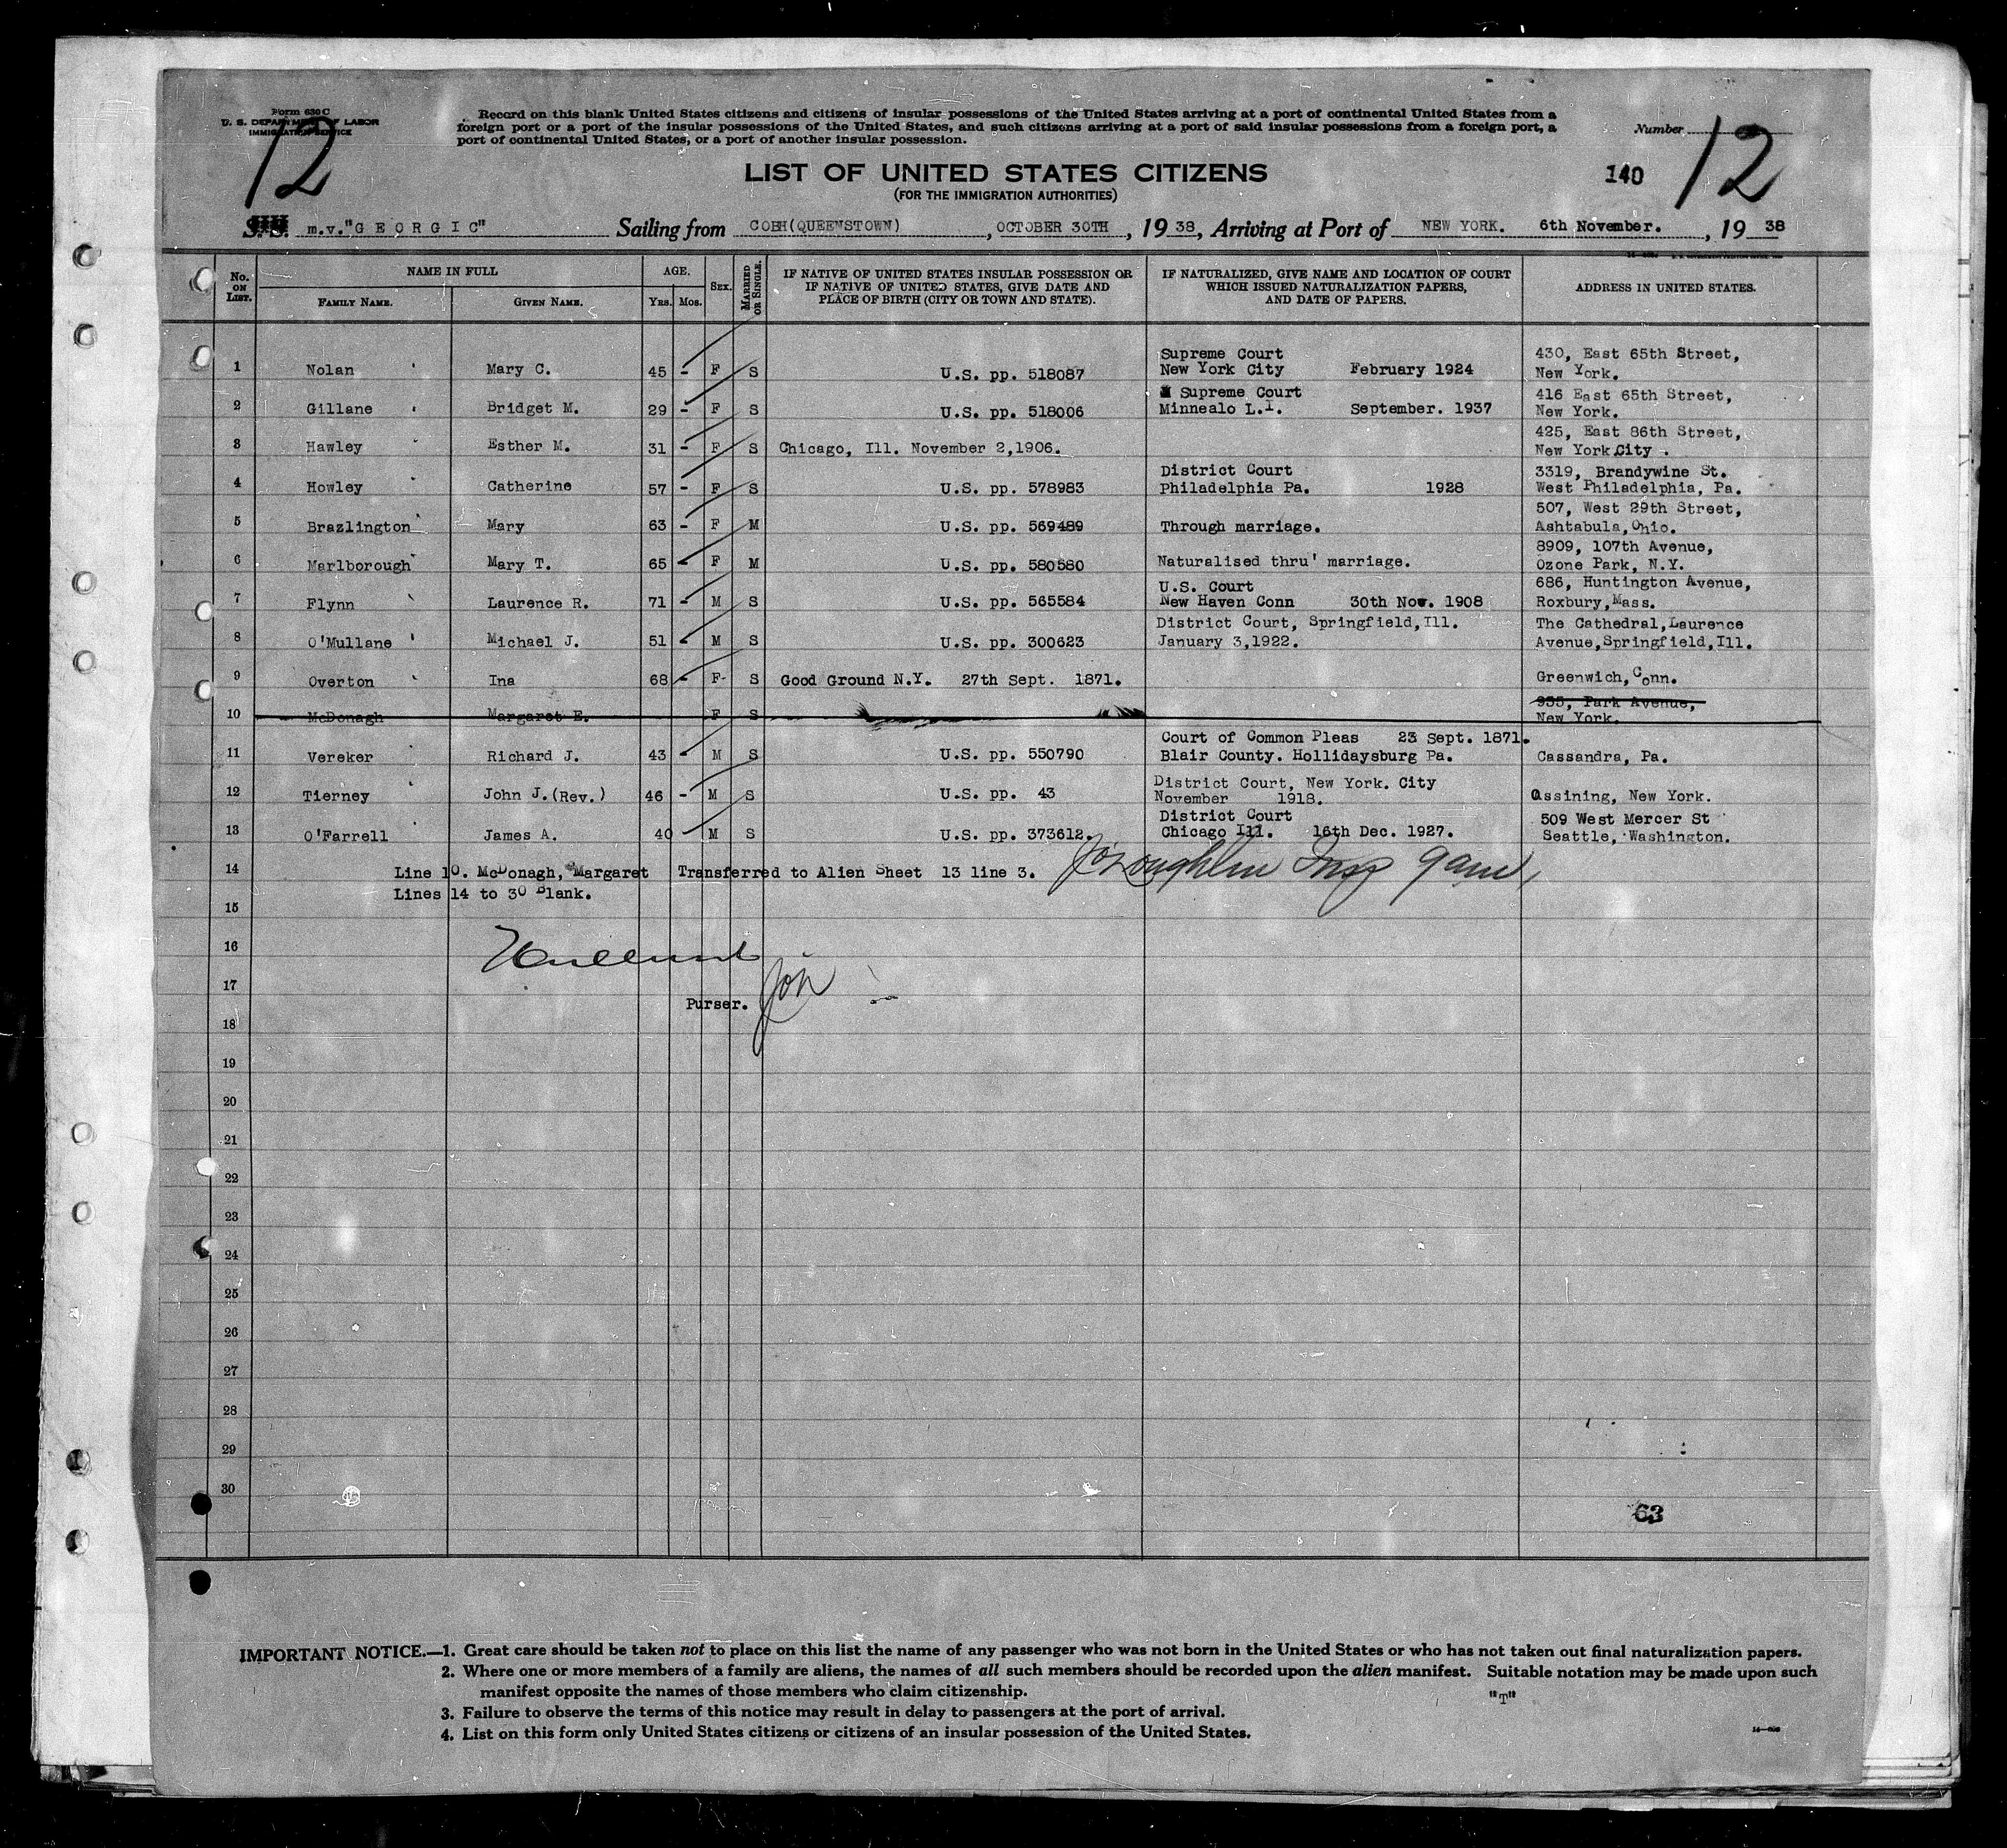 Form 630 C
U. S. DEPARTMENT OF LABOR
IMMIGRATION SERVICE
12
Record on this blank United States citizens and citizens of insular possessions of the United States arriving at a port of continental United States from a
foreign port or a port of the insular possessions of the United States, and such citizens arriving at a port of said insular possessions from a foreign port, a
port of continental United States, or a port of another insular possession.
Number
12
140
LIST OF UNITED STATES CITIZENS
(FOR THE IMMIGRATION AUTHORITIES)
S.S. m.v."G E O R G I C" Sailing from COBH(QUEENSTOWN) , OCTOBER 30TH , 1938, Arriving at Port of NEW YORK. 6th November. , 19 38
No. ON LIST. NAME IN FULL AGE. SEX. MARRIED OR SINGLE. IF NATIVE OF UNITED STATES INSULAR POSSESSION OR IF NATIVE OF UNITED STATES, GIVE DATE AND PLACE OF BIRTH (CITY OR TOWN AND STATE). IF NATURALIZED, GIVE NAME AND LOCATION OF COURT WHICH ISSUED NATURALIZATION PAPERS, AND DATE OF PAPERS. ADDRESS IN UNITED STATES.
FAMILY NAME. GIVEN NAME. YRS. MOS.
Supreme Court 430, East 65th Street,
1 Nolan Mary C. 45 - F S U.S. pp. 518087 New York City February 1924 New York.
Supreme Court 416 East 65th Street,
2 Gillane Bridget M. 29 - F S U.S. pp. 518006 Minnealo L.I. September. 1937 New York.
425, East 86th Street,
3 Hawley Esther M. 31 - F S Chicago, Ill. November 2,1906. New York City .
District Court 3319, Brandywine St.
4 Howley Catherine 57 - F S U.S. pp. 578983 Philadelphia Pa. 1928 West Philadelphia, Pa.
507, West 29th Street,
5 Brazlington Mary 63 - F M U.S. pp. 569489 Through marriage. Ashtabula, Ohio.
8909, 107th Avenue,
6 Marlborough Mary T. 65 - F M U.S. pp. 580580 Naturalised thru' marriage. Ozone Park, N.Y.
U.S. Court 686, Huntington Avenue,
7 Flynn Laurence R. 71 - M S U.S. pp. 565584 New Haven Conn 30th Nov. 1908 Roxbury, Mass.
District Court, Springfield, Ill. The Cathedral, Laurence
8 O'Mullane Michael J. 51 - M S U.S. pp. 300623 January 3,1922. Avenue, Springfield, Ill.
9 Overton Ina 68 - F- S Good Ground N.Y. 27th Sept. 1871. Greenwich, Conn.
935, Park Avenue,
10 McDonagh Margaret E. F S New York.
Court of Common Pleas 23 Sept. 1871.
11 Vereker Richard J. 43 - M S U.S. pp. 550790 Blair County. Hollidaysburg Pa. Cassandra, Pa.
District Court, New York. City
12 Tierney John J.(Rev.) 46 - M S U.S. pp. 43 November 1918. Ossining, New York.
District Court 509 West Mercer St
13 O'Farrell James A. 40 M S U.S. pp. 373612. Chicago Ill. 16th Dec. 1927. Seattle, Washington.
14 Line 10. McDonagh, Margaret Transferred to Alien Sheet 13 line 3.
Lines 14 to 30 Blank.
15
16
17
Purser.
18
19
20
21
22
23
24
25
26
27
28
29
30
63
IMPORTANT NOTICE.—1. Great care should be taken not to place on this list the name of any passenger who was not born in the United States or who has not taken out final naturalization papers.
2. Where one or more members of a family are aliens, the names of all such members should be recorded upon the alien manifest. Suitable notation may be made upon such
manifest opposite the names of those members who claim citizenship.
"T"
3. Failure to observe the terms of this notice may result in delay to passengers at the port of arrival.
4. List on this form only United States citizens or citizens of an insular possession of the United States.